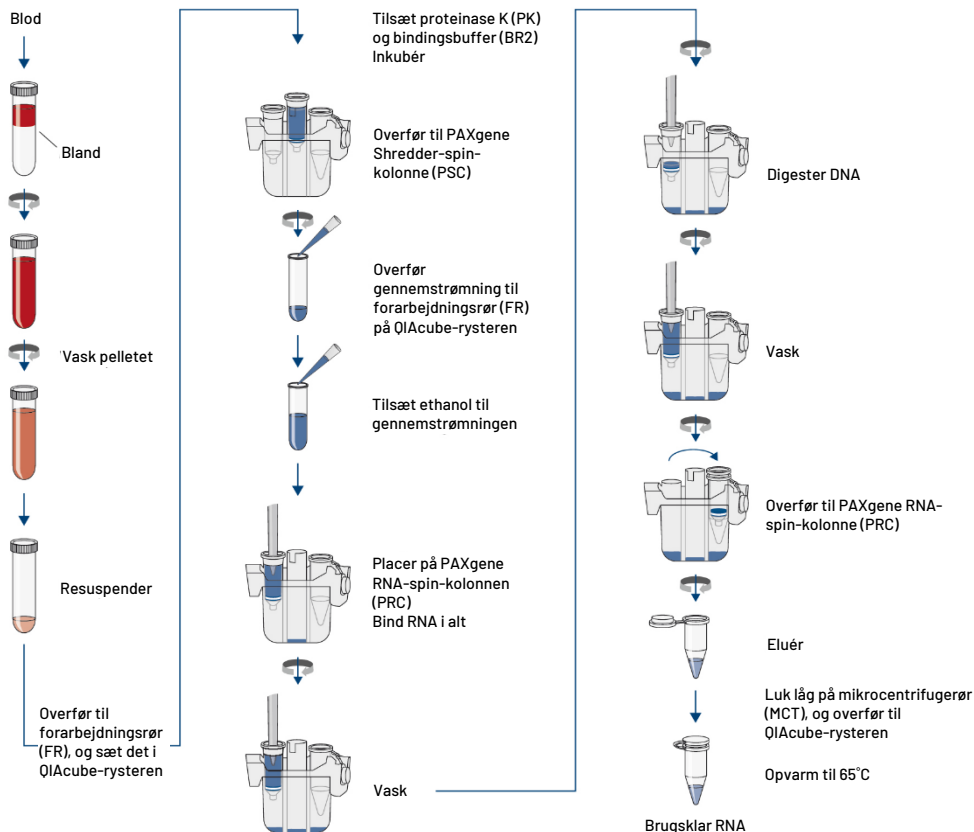 Blod
Bland
Vask pelletet
Resuspender
Overfør til
forarbejdningsrør
(FR), og sæt det i
QIAcube-rysteren
Tilsæt proteinase K (PK)
og bindingsbuffer (BR2)
Inkubér
Overfør til PAXgene
Shredder-spin-
kolonne (PSC)
Overfør
gennemstrømning til
forarbejdningsrør (FR)
på QIAcube-rysteren
Tilsæt ethanol til
gennemstrømningen
Placer på PAXgene
RNA-spin-kolonnen
(PRC)
Bind RNA i alt
Vask
Digester DNA
Vask
Overfør til PAXgene RNA-
spin-kolonne (PRC)
Eluér
Luk låg på mikrocentrifugerør
(MCT), og overfør til
QIAcube-rysteren
Opvarm til 65°C
Brugsklar RNA